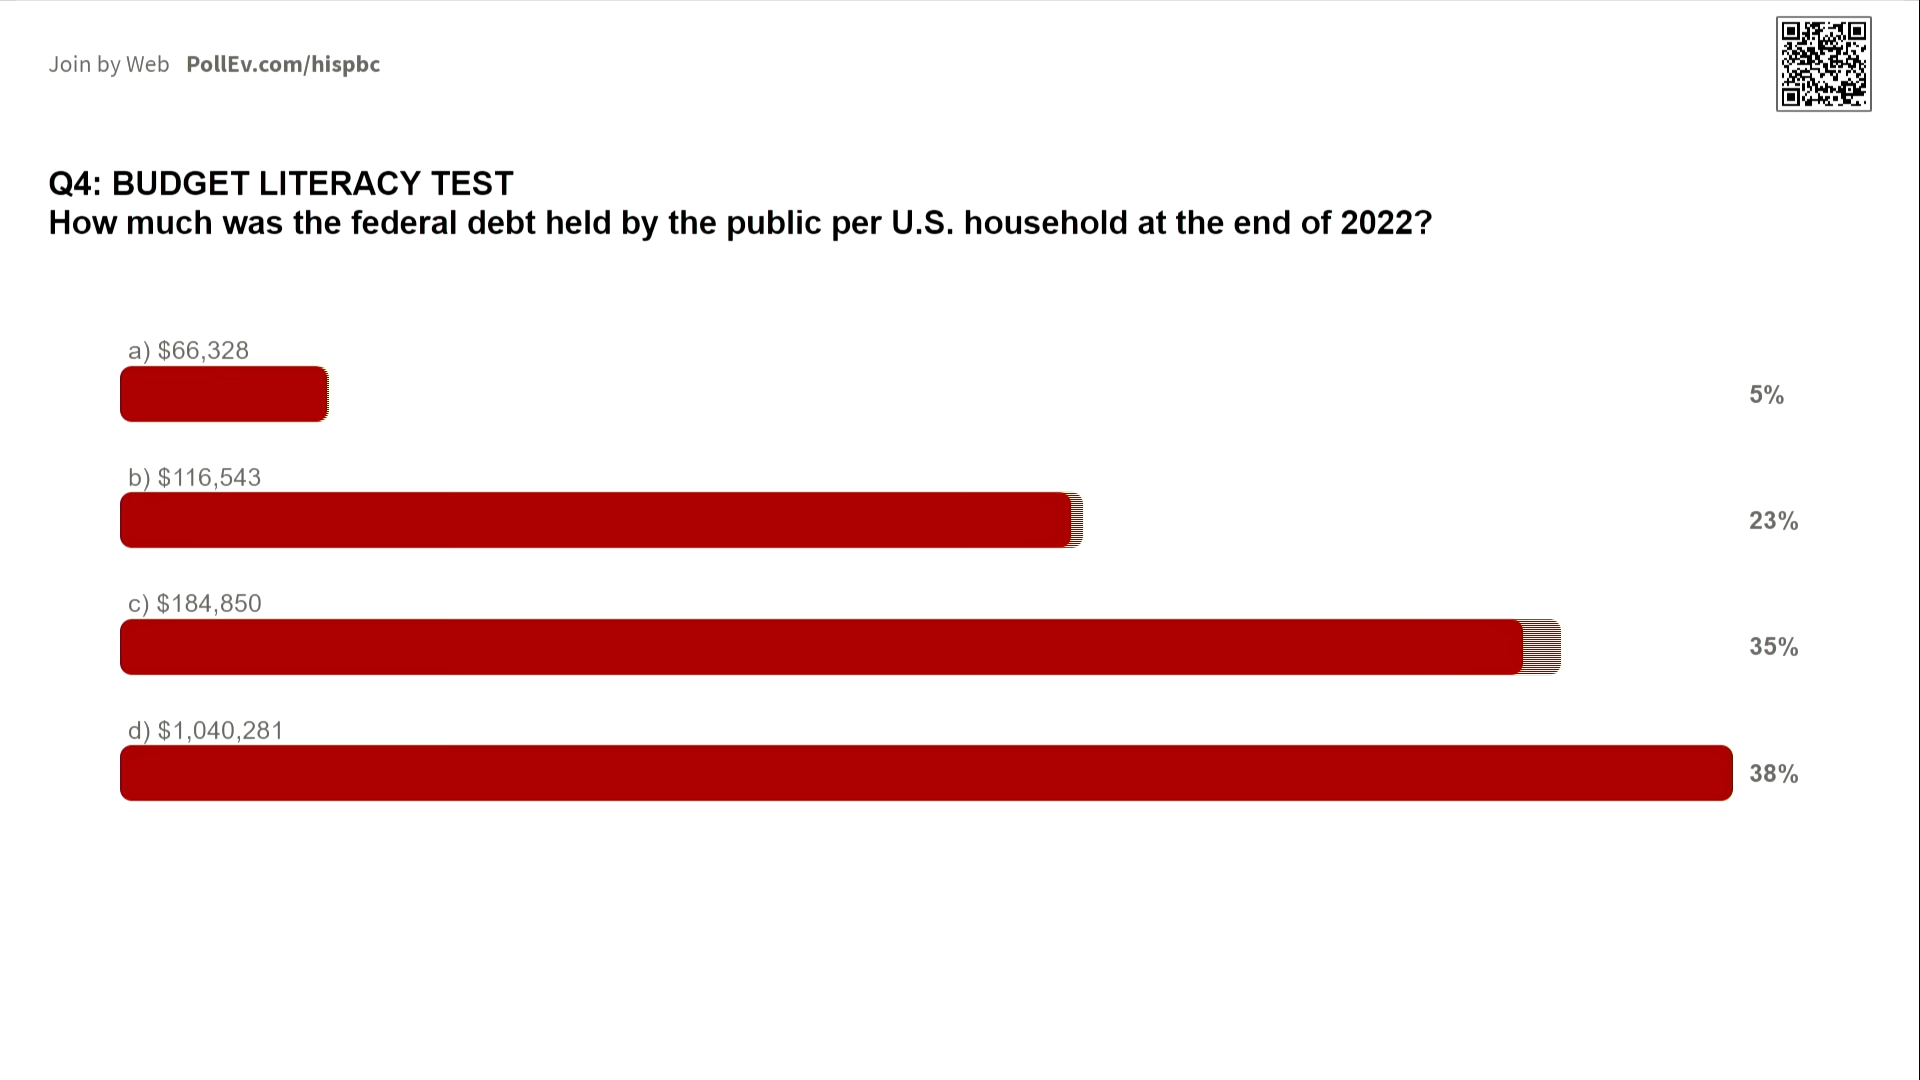 Join by Web PollEv.com/hispbc
Q4: BUDGET LITERACY TEST
How much was the federal debt held by the public per U.S. household at the end of 2022?
a) $66,328
5%
b) $116,543
23%
c) $184,850
35%
d) $1,040,281
38%